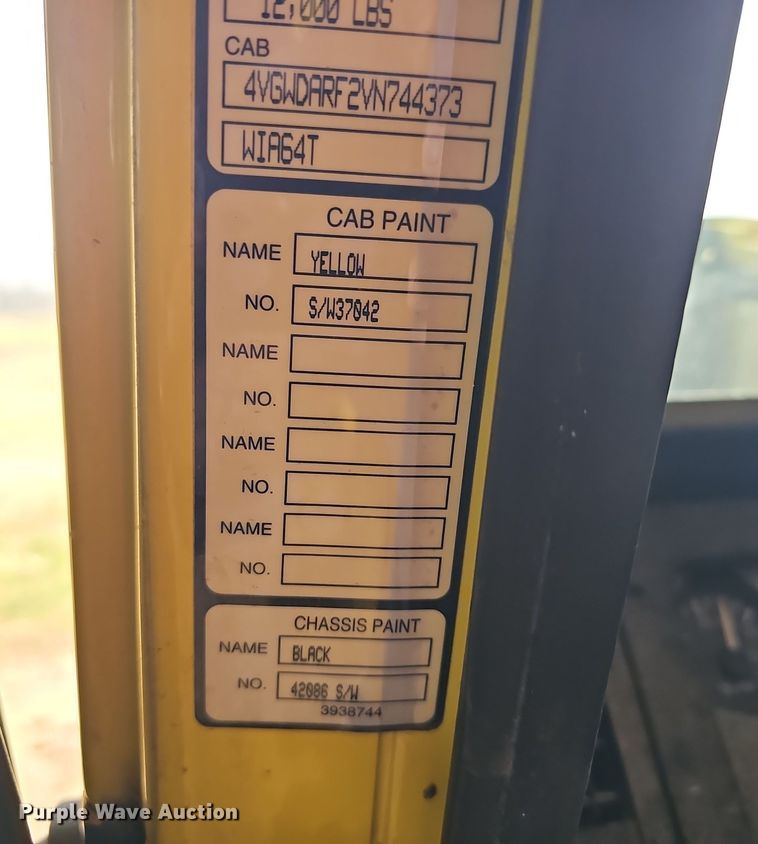 12,000 LBS
CAB
4VGWDARF2VN744373
WIA64T
CAB PAINT
NAME YELLOW
NO. S/W37042
NAME
NO.
NAME
NO.
NAME
NO.
CHASSIS PAINT
NAME BLACK
NO. 42086 S/W
3938744
Purple Wave Auction